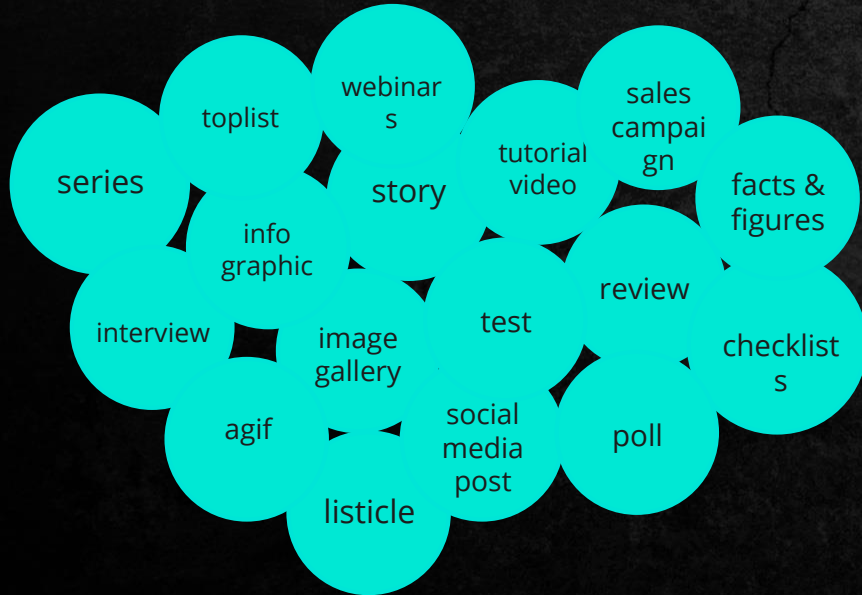 webinar
s
toplist
sales
campai
gn
tutorial
video
series
story
facts &
figures
info
graphic
review
interview
image
gallery
test
checklist
s
agif
social
media
post
poll
listicle